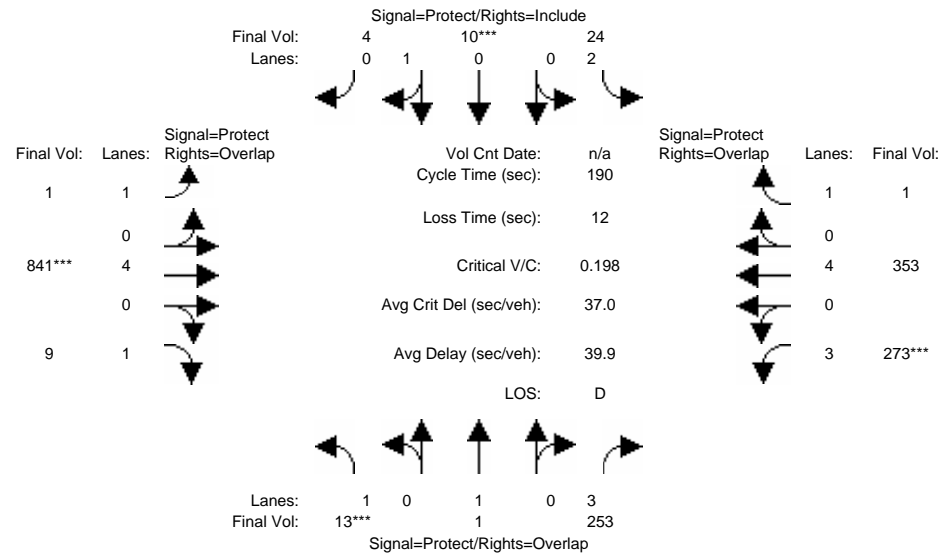 Signal=Protect/Rights=Include
Final Vol: 4 10*** 24
Lanes: 0 1 0 0 2
Signal=Protect Signal=Protect
Final Vol: Lanes: Rights=Overlap Vol Cnt Date: n/a Rights=Overlap Lanes: Final Vol:
Cycle Time (sec): 190
1 1 1 1
Loss Time (sec): 12
0 0
841*** 4 Critical V/C: 0.198 4 353
0 Avg Crit Del (sec/veh): 37.0 0
9 1 Avg Delay (sec/veh): 39.9 3 273***
LOS: D
Lanes: 1 0 1 0 3
Final Vol: 13*** 1 253
Signal=Protect/Rights=Overlap